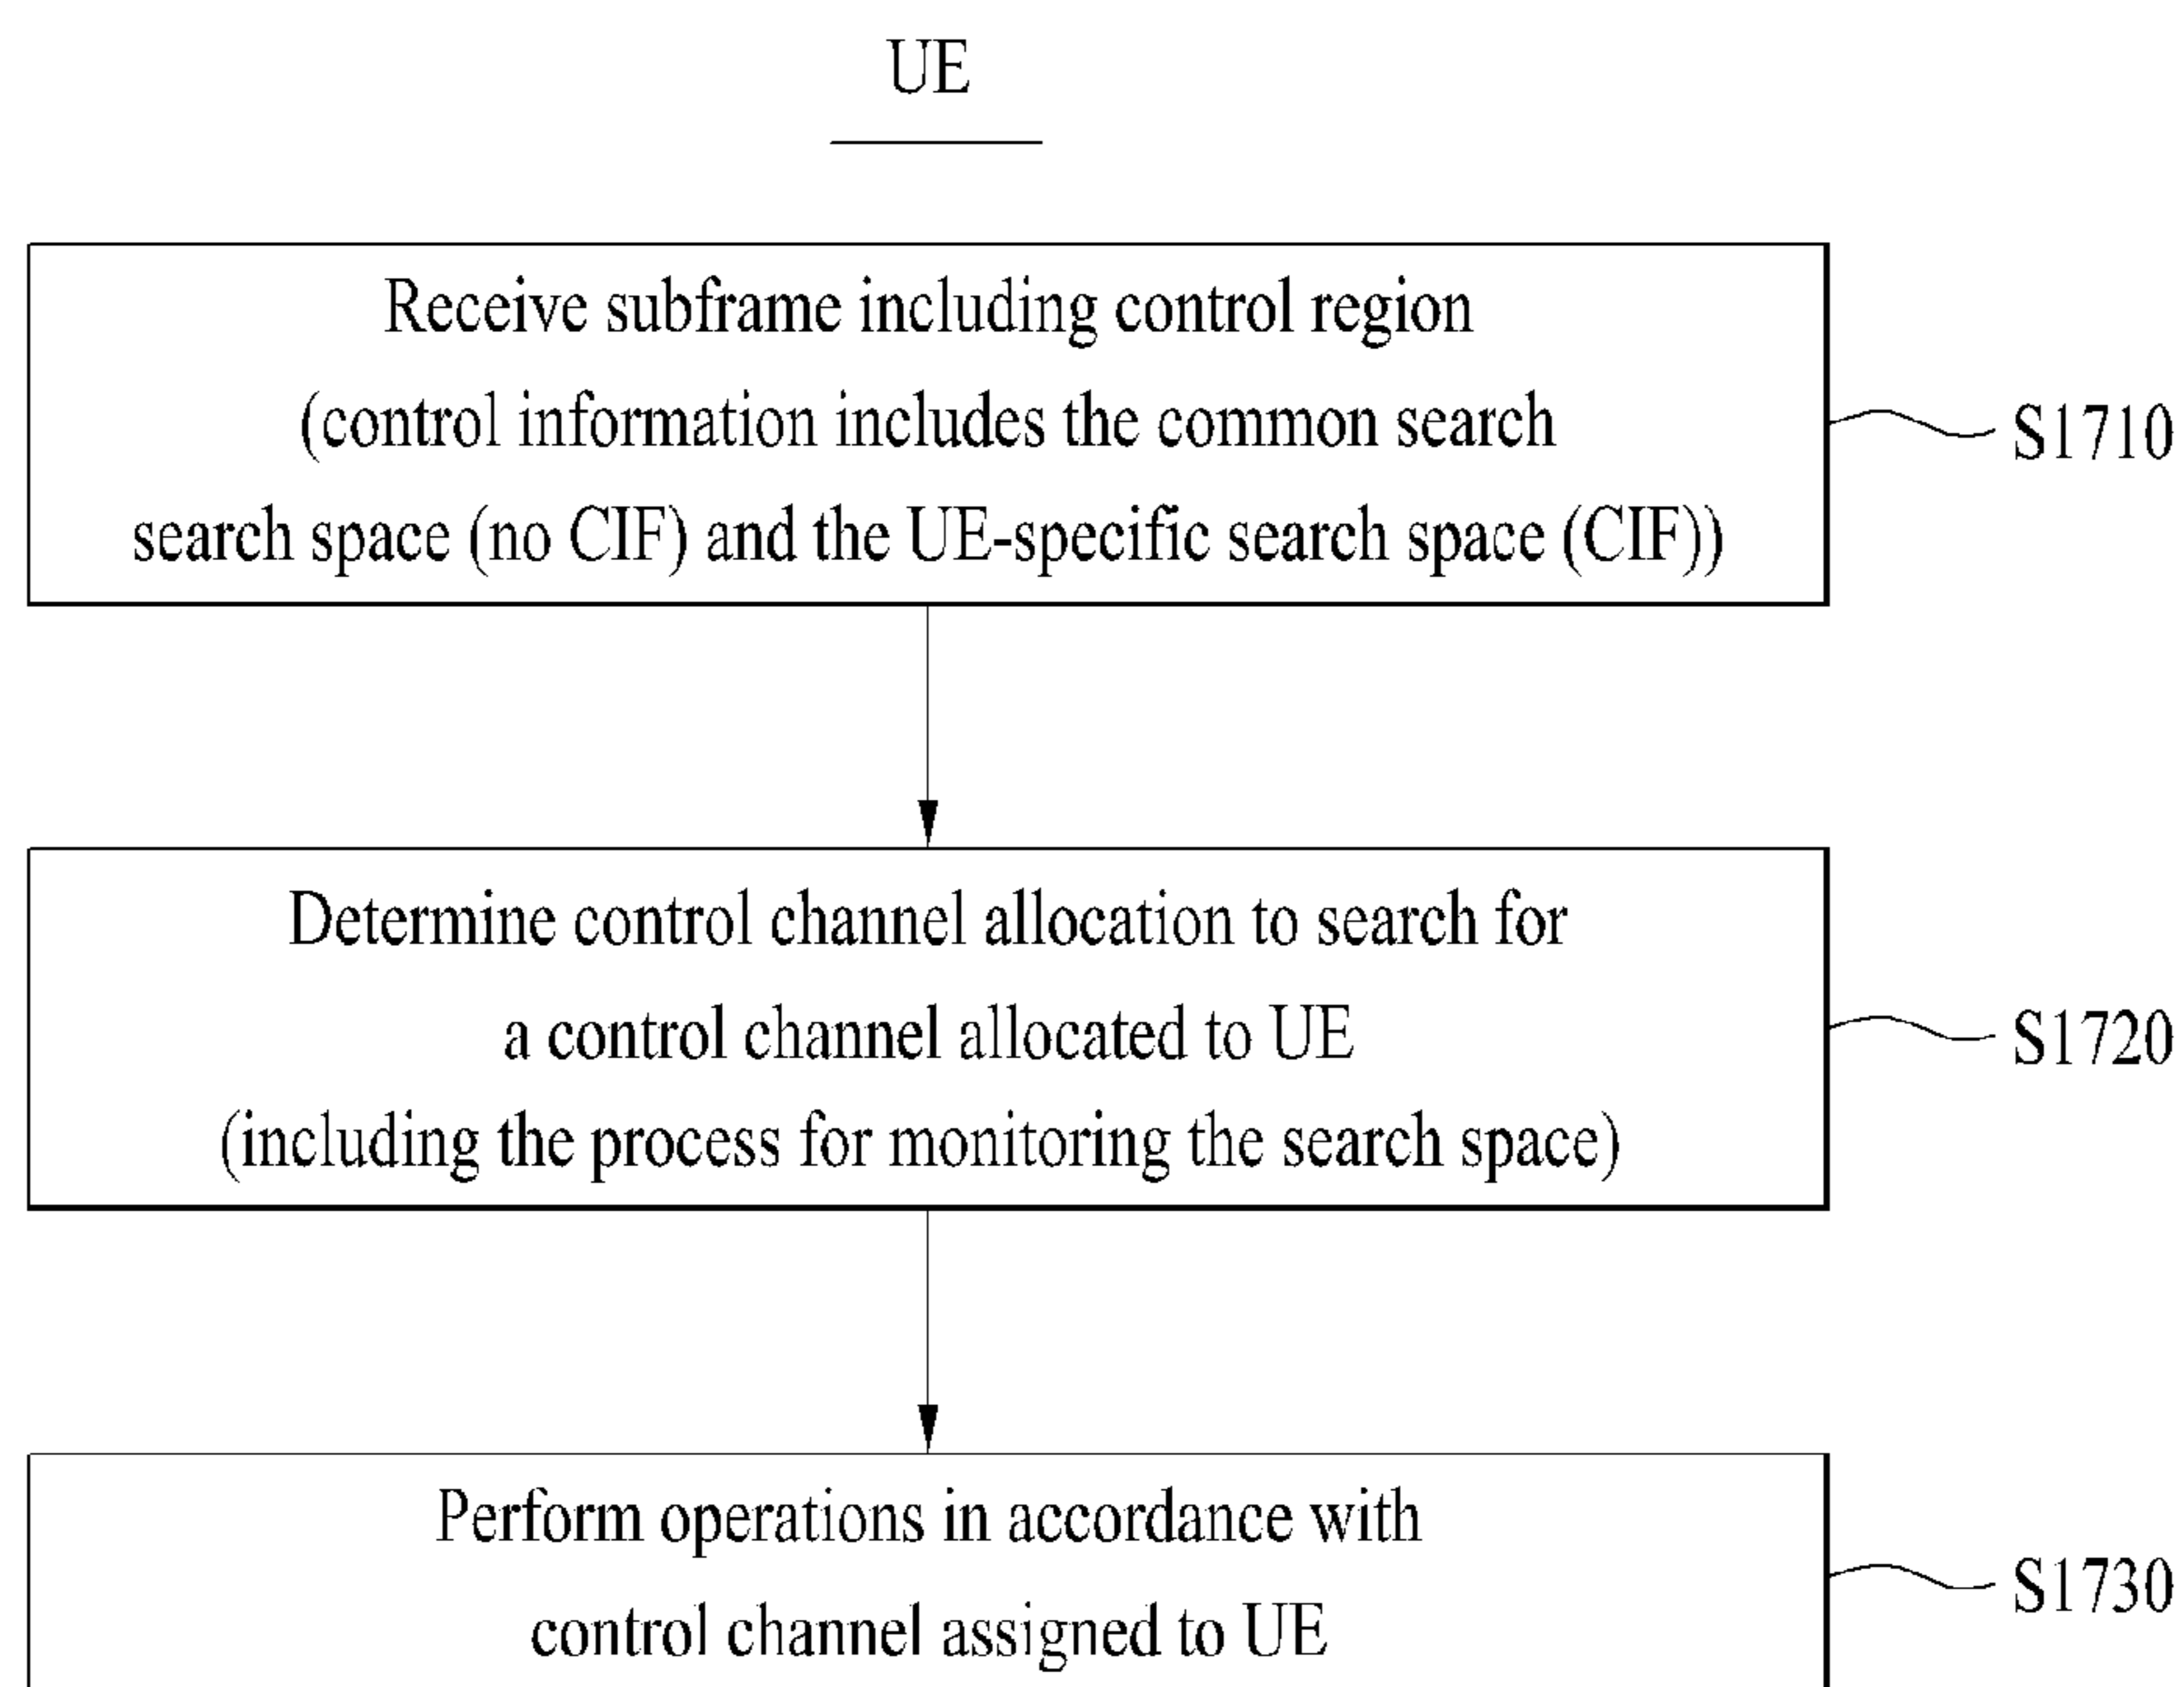 UE
Receive subframe including control region
(control information includes the common search
search space (no CIF) and the UE-specific search space (CIF))
S1710
Determine control channel allocation to search for
a control channel allocated to UE
(including the process for monitoring the search space)
S1720
Perform operations in accordance with
control channel assigned to UE
S1730